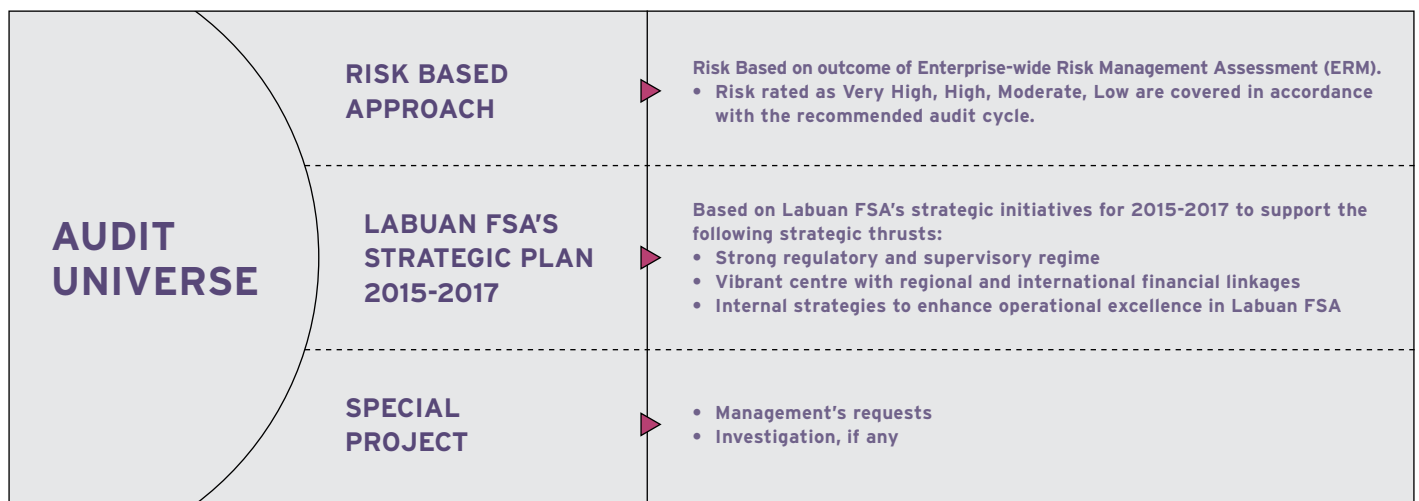 AUDIT
UNIVERSE
RISK BASED
APPROACH
Risk Based on outcome of Enterprise-wide Risk Management Assessment (ERM).
• Risk rated as Very High, High, Moderate, Low are covered in accordance
with the recommended audit cycle.
LABUAN FSA'S
STRATEGIC PLAN
2015-2017
Based on Labuan FSA's strategic initiatives for 2015-2017 to support the
following strategic thrusts:
• Strong regulatory and supervisory regime
• Vibrant centre with regional and international financial linkages
• Internal strategies to enhance operational excellence in Labuan FSA
SPECIAL
PROJECT
• Management's requests
• Investigation, if any